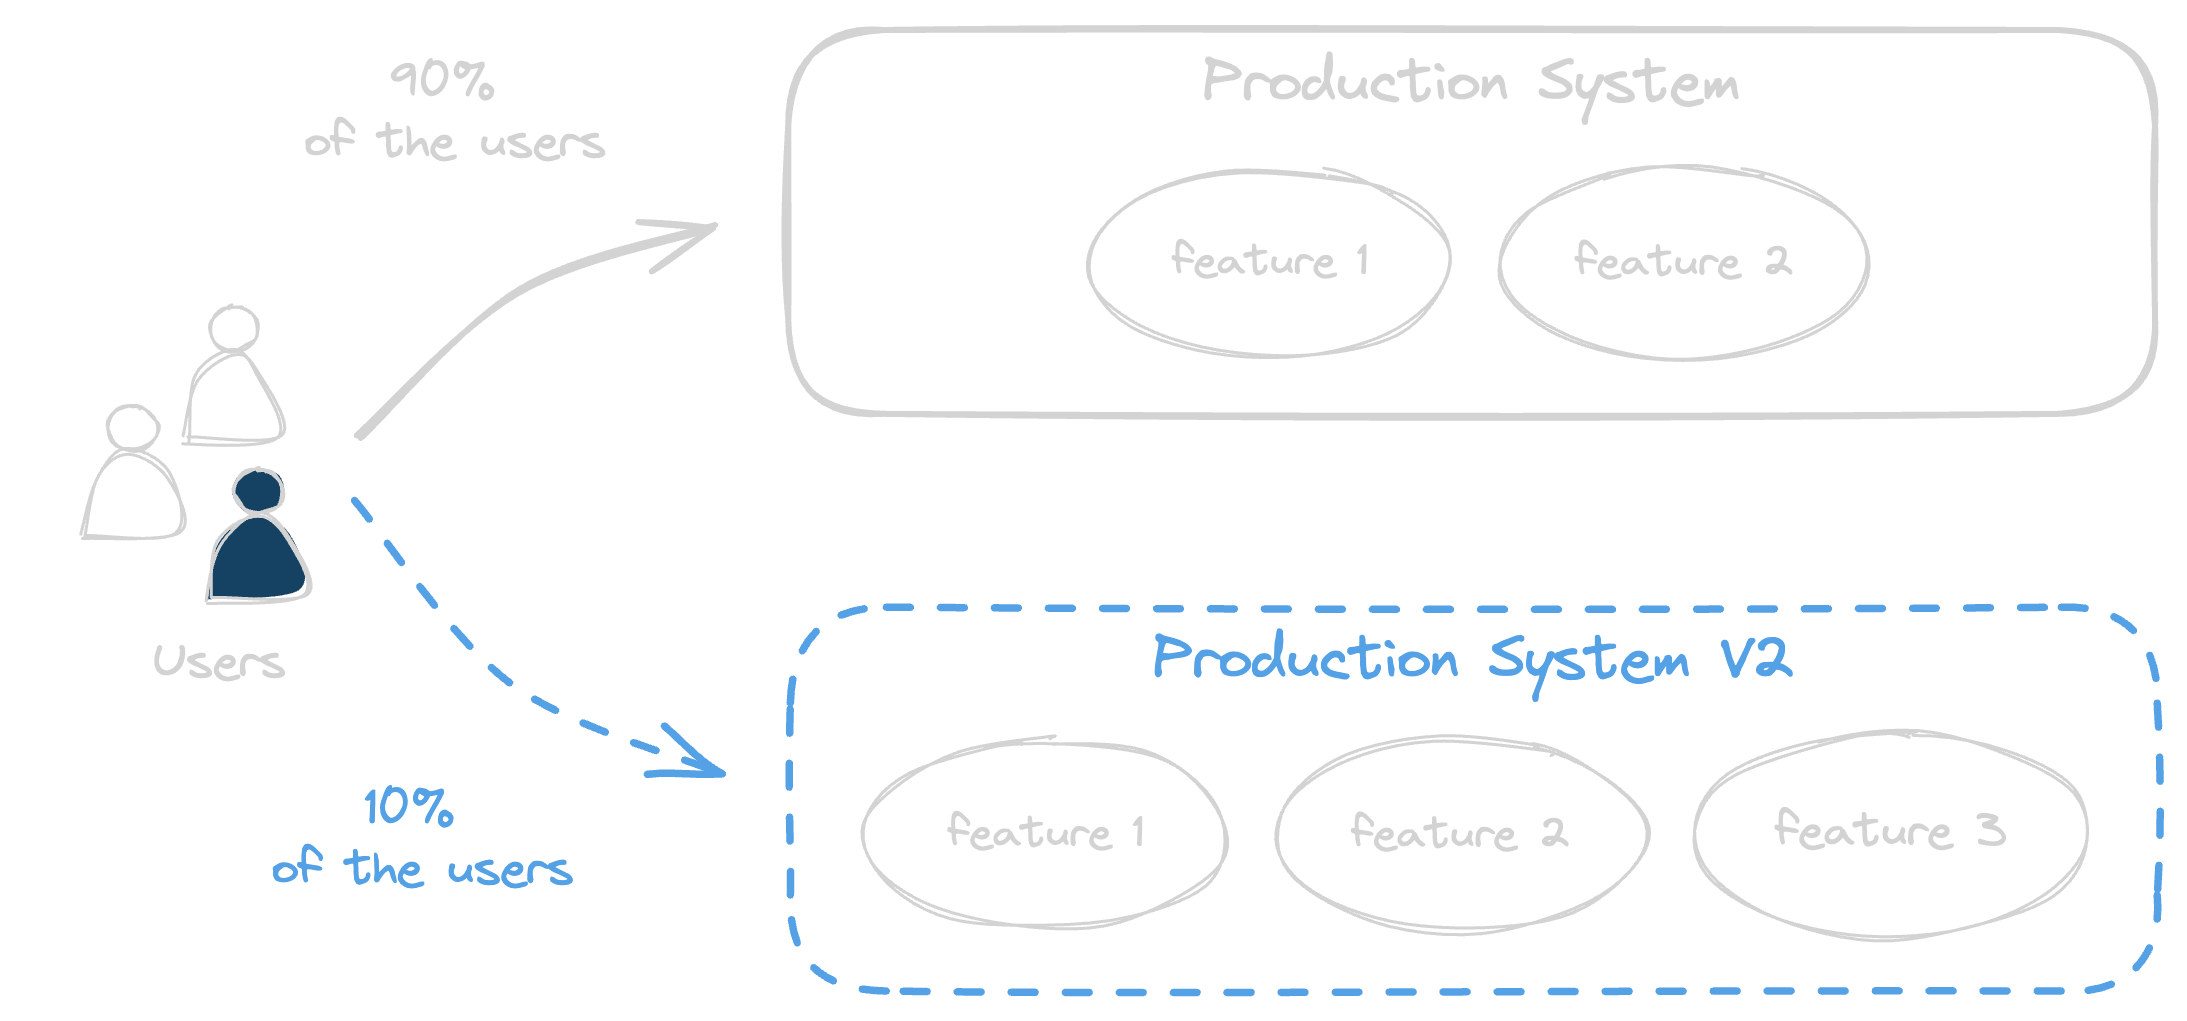 90%
of the users
Production System
feature 1
feature 2
Users
10%
of the users
Production System V2
feature 1
feature 2
feature 3